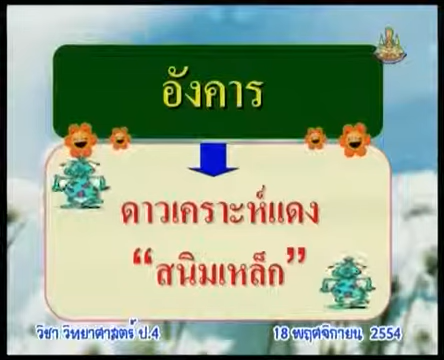 อังคาร
ดาวเคราะห์แดง
“สนิมเหล็ก”
วิชา วิทยาศาสตร์ ป.4
18 พฤศจิกายน 2554